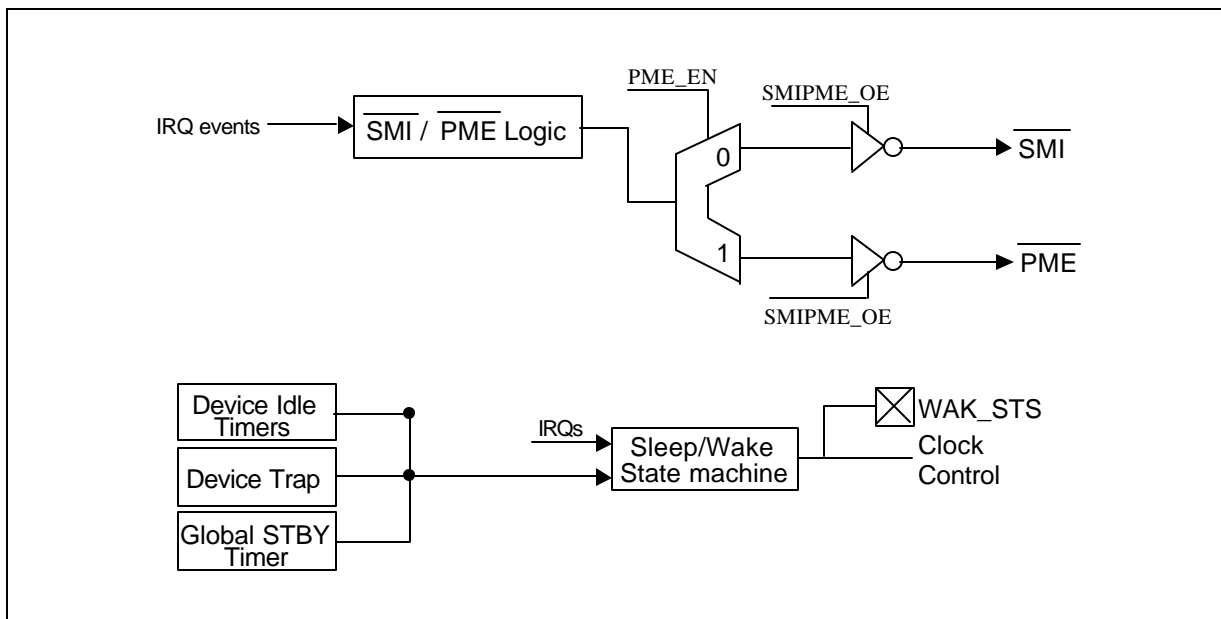 PME_EN
SMIPME_OE
IRQ events
SMI / PME Logic
0
SMI
1
PME
SMIPME_OE
Device Idle
Timers
Device Trap
Global STBY
Timer
IRQs
Sleep/Wake
State machine
WAK_STS
Clock
Control